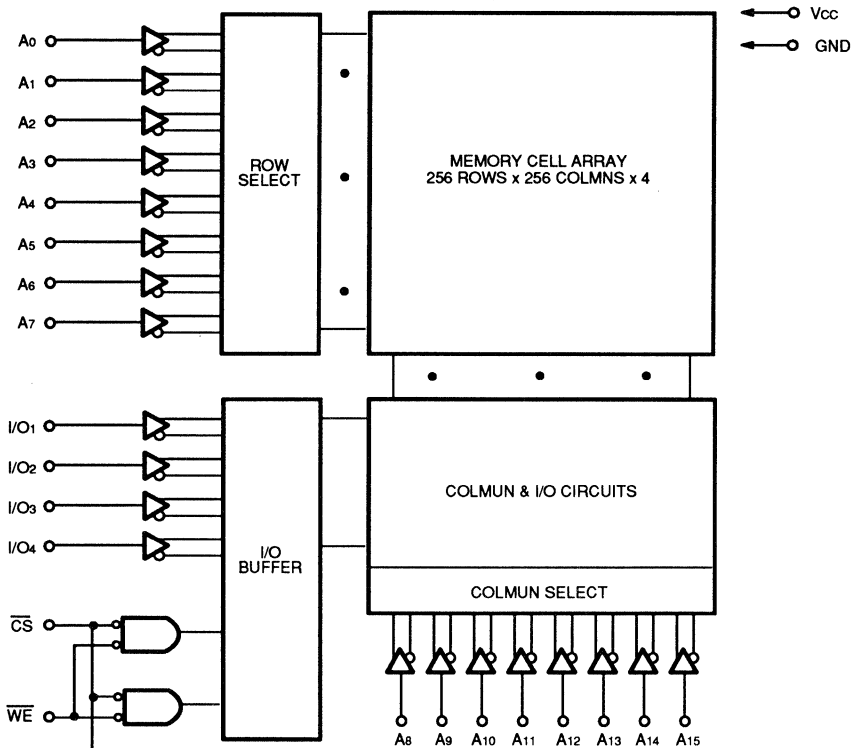 VCC
GND
A0
A1
A2
A3
A4
A5
A6
A7
ROW
SELECT
MEMORY CELL ARRAY
256 ROWS x 256 COLMNS x 4
I/O1
I/O2
I/O3
I/O4
I/O
BUFFER
COLMUN & I/O CIRCUITS
COLMUN SELECT
CS
WE
A8 A9 A10 A11 A12 A13 A14 A15